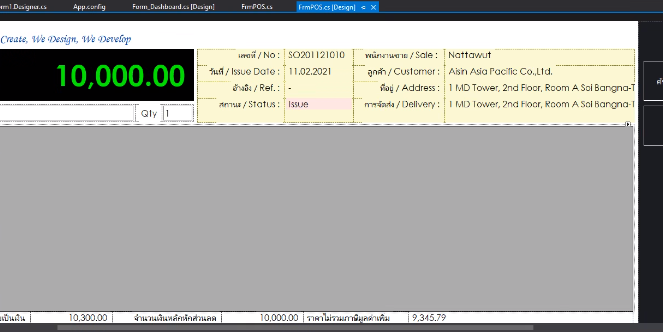 orm1.Designer.cs App.config Form_Dashboard.cs [Design] FrmPOS.cs FrmPOS.cs [Design]
Create, We Design, We Develop
10,000.00
เลขที่ / No : SO201121010 พนักงานขาย / Sale : Nattawut
วันที่ / Issue Date : 11.02.2021 ลูกค้า / Customer : Aisin Asia Pacific Co.,Ltd.
อ้างอิง / Ref. : - ที่อยู่ / Address : 1 MD Tower, 2nd Floor, Room A Soi Bangna-T
Qty 1 สถานะ / Status : Issue การจัดส่ง / Delivery : 1 MD Tower, 2nd Floor, Room A Soi Bangna-T
เป็นเงิน 10,300.00 จำนวนเงินหลักหักส่วนลด 10,000.00 ราคาไม่รวมภาษีมูลค่าเพิ่ม 9,345.79